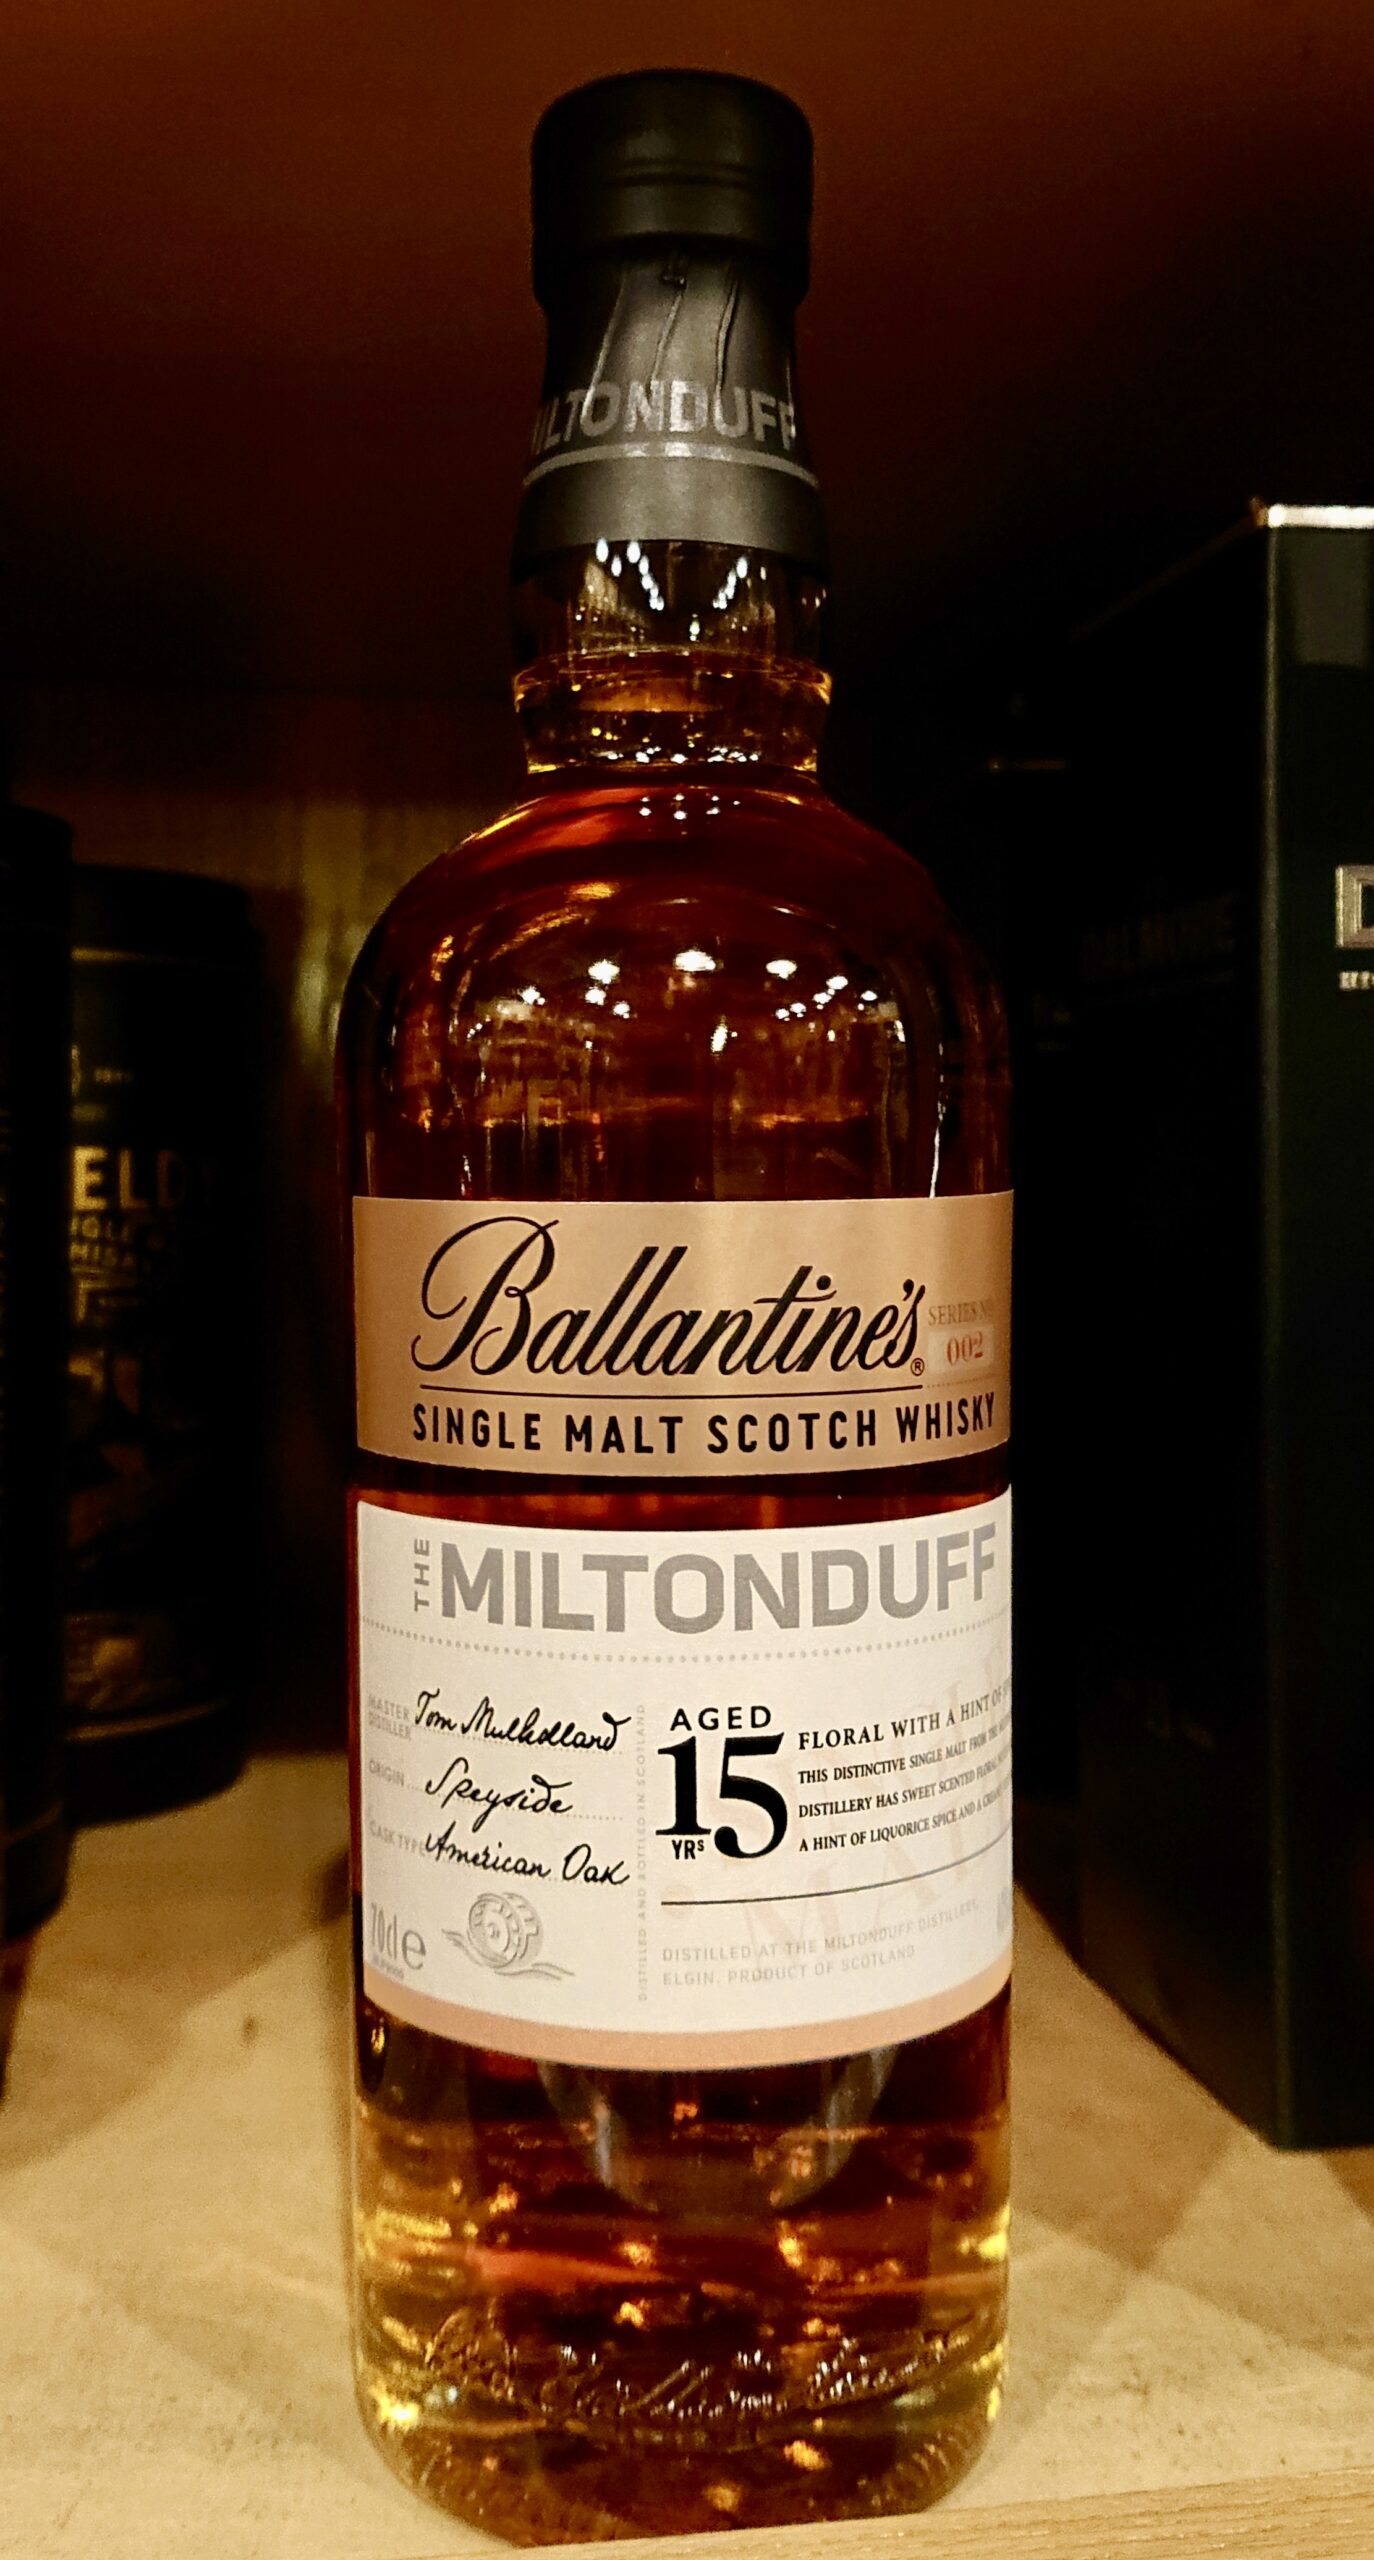 ILTONDUFF
Ballantine's®
SERIES N
002
SINGLE MALT SCOTCH WHISKY
THE MILTONDUFF
MASTER DISTILLER Tom Mulholland
ORIGIN Speyside
CASK TYPE American Oak
70cl e
DISTILLED AND BOTTLED IN SCOTLAND
AGED
15
YRS
FLORAL WITH A HINT OF
THIS DISTINCTIVE SINGLE MALT FROM THE
DISTILLERY HAS SWEET SCENTED FLORAL
A HINT OF LIQUORICE SPICE AND A
DISTILLED AT THE MILTONDUFF DISTILLERY,
ELGIN. PRODUCT OF SCOTLAND
DALMORE
ELD